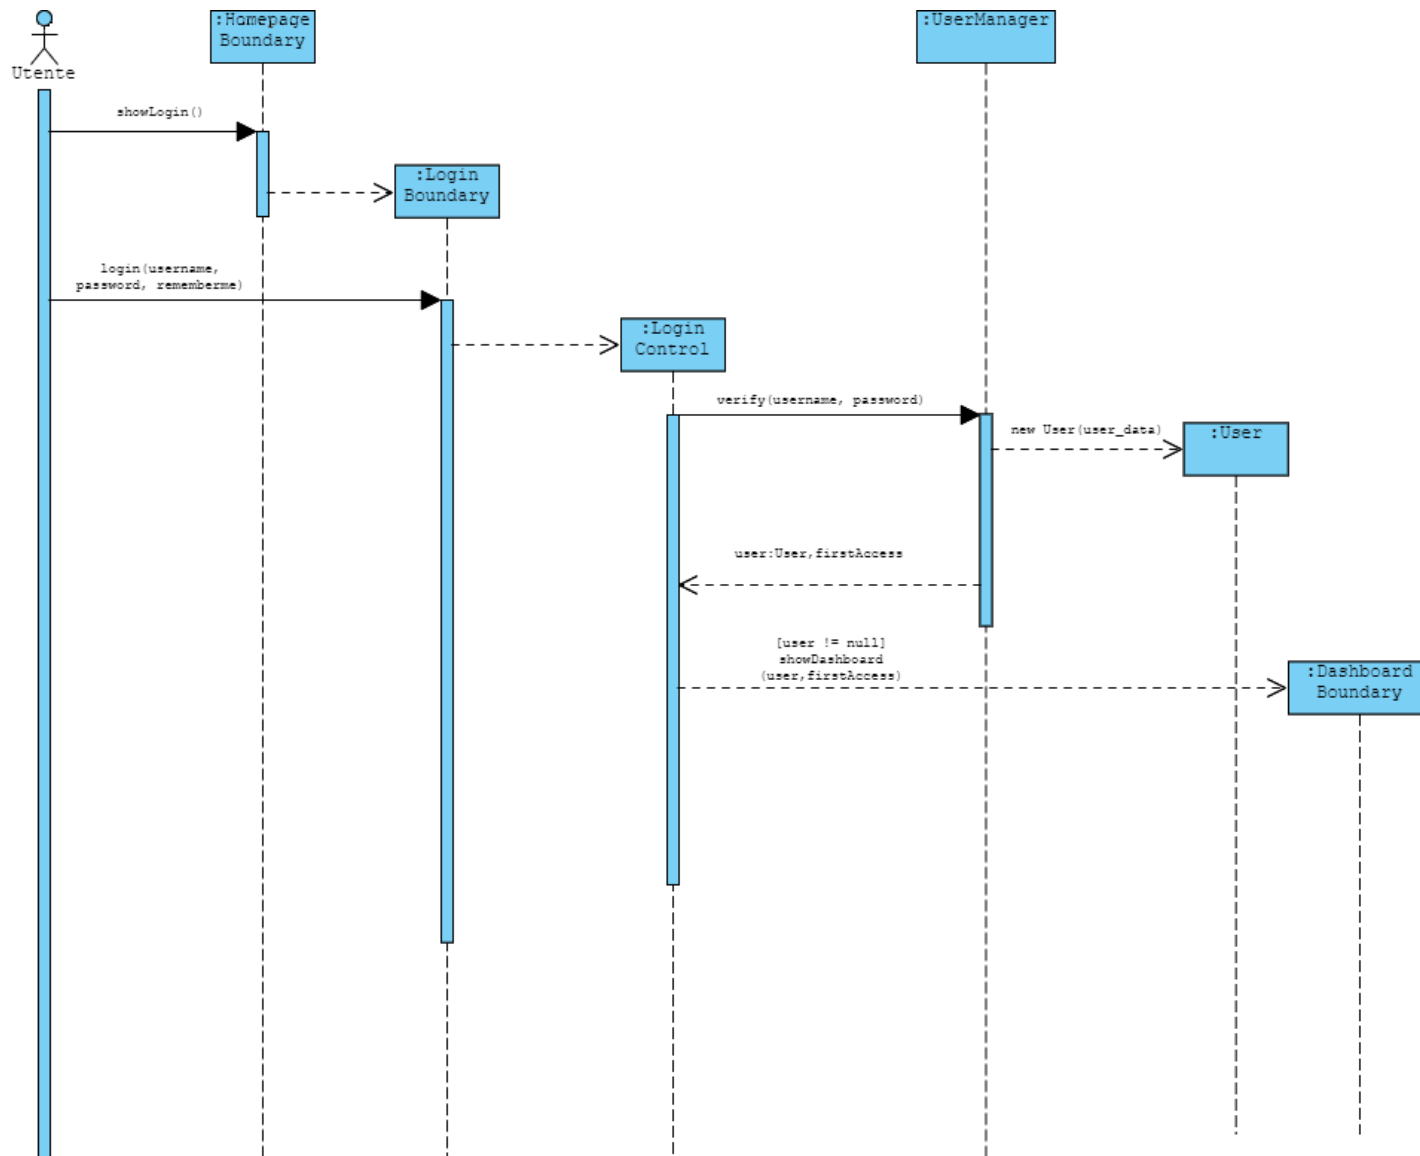 :Homepage
Boundary
:UserManager
Utente
showLogin()
:Login
Boundary
login(username,
password, rememberme)
:Login
Control
verify(username, password)
new User(user_data)
:User
user:User,firstAccess
[user != null]
showDashboard
(user,firstAccess)
:Dashboard
Boundary